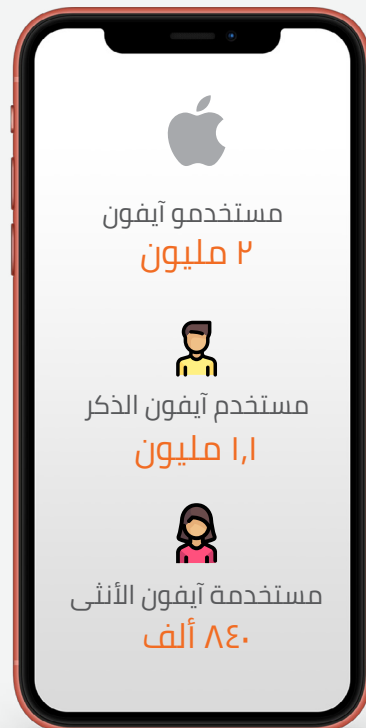 مستخدمو آيفون
٢ مليون
مستخدم آيفون الذكر
١,١ مليون
مستخدمة آيفون الأنثى
٨٤٠ ألف